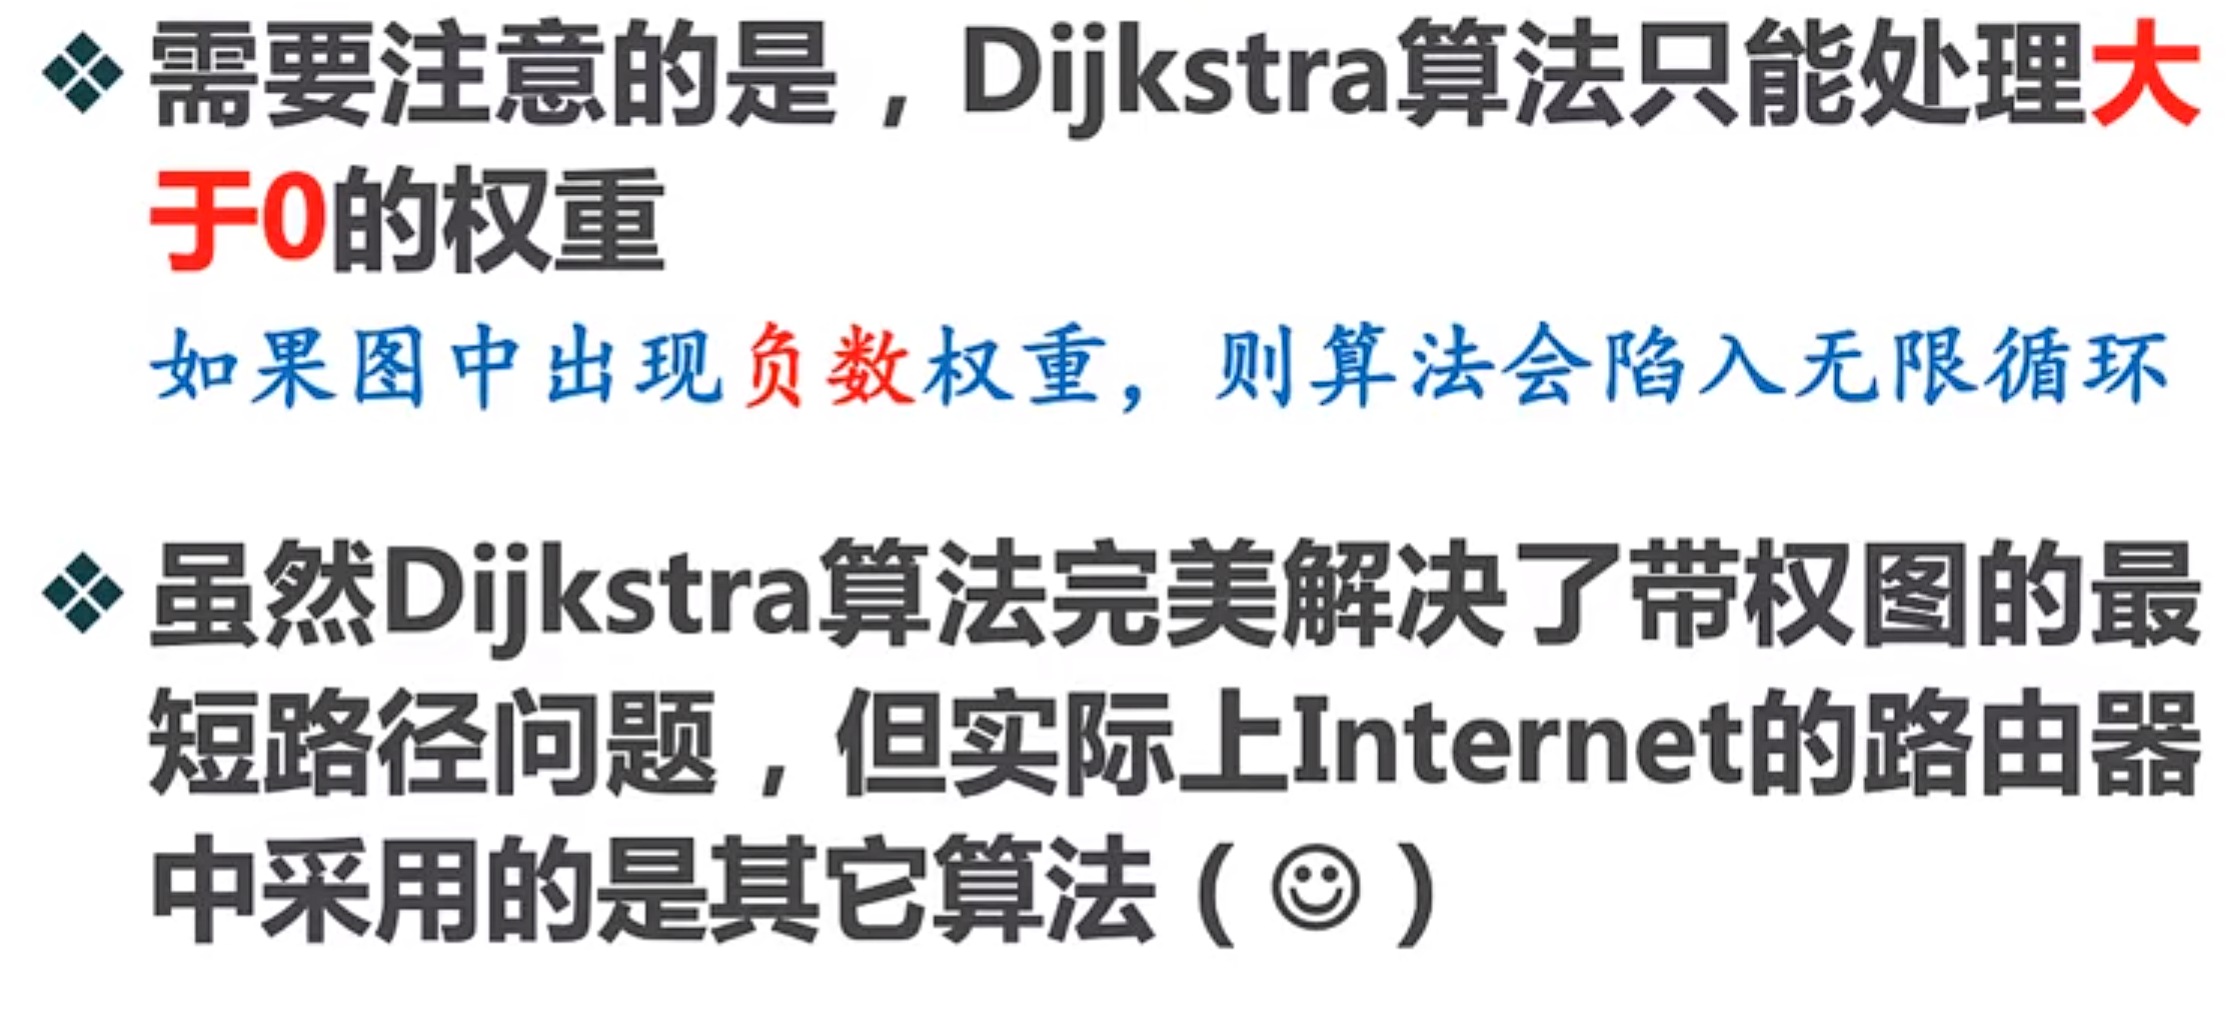 ❖需要注意的是，Dijkstra算法只能处理大
于0的权重
如果图中出现负数权重，则算法会陷入无限循环
❖虽然Dijkstra算法完美解决了带权图的最
短路径问题，但实际上Internet的路由器
中采用的是其它算法（☺）